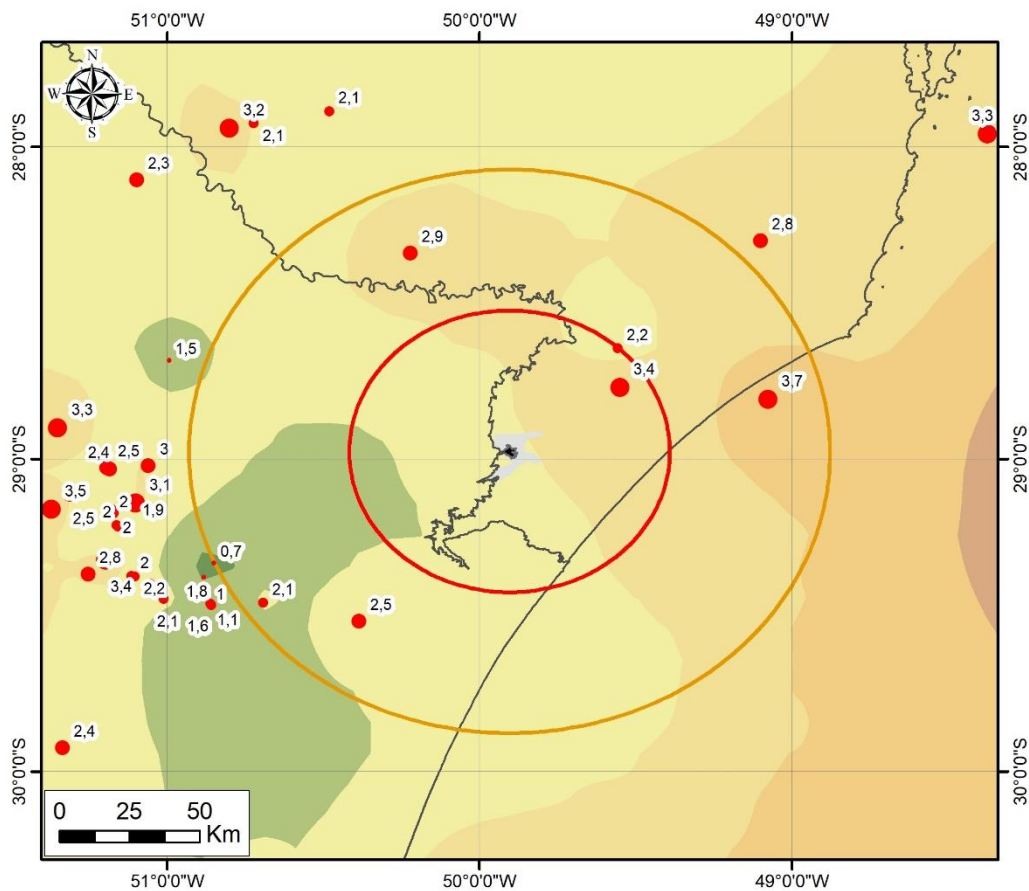 51°0'0"W
50°0'0"W
49°0'0"W
N
W
E
S
28°0'0"S
28°0'0"S
3,2
2,1
2,1
3,3
2,3
2,9
2,8
2,2
1,5
3,4
3,7
3,3
2,4
2,5
3
29°0'0"S
29°0'0"S
3,5
3,1
2
2
1,9
2,5
2
2,8
2
0,7
3,4
2,2
1,8
1
2,1
2,1
1,6
1,1
2,5
2,4
30°0'0"S
30°0'0"S
0
25
50
Km
51°0'0"W
50°0'0"W
49°0'0"W